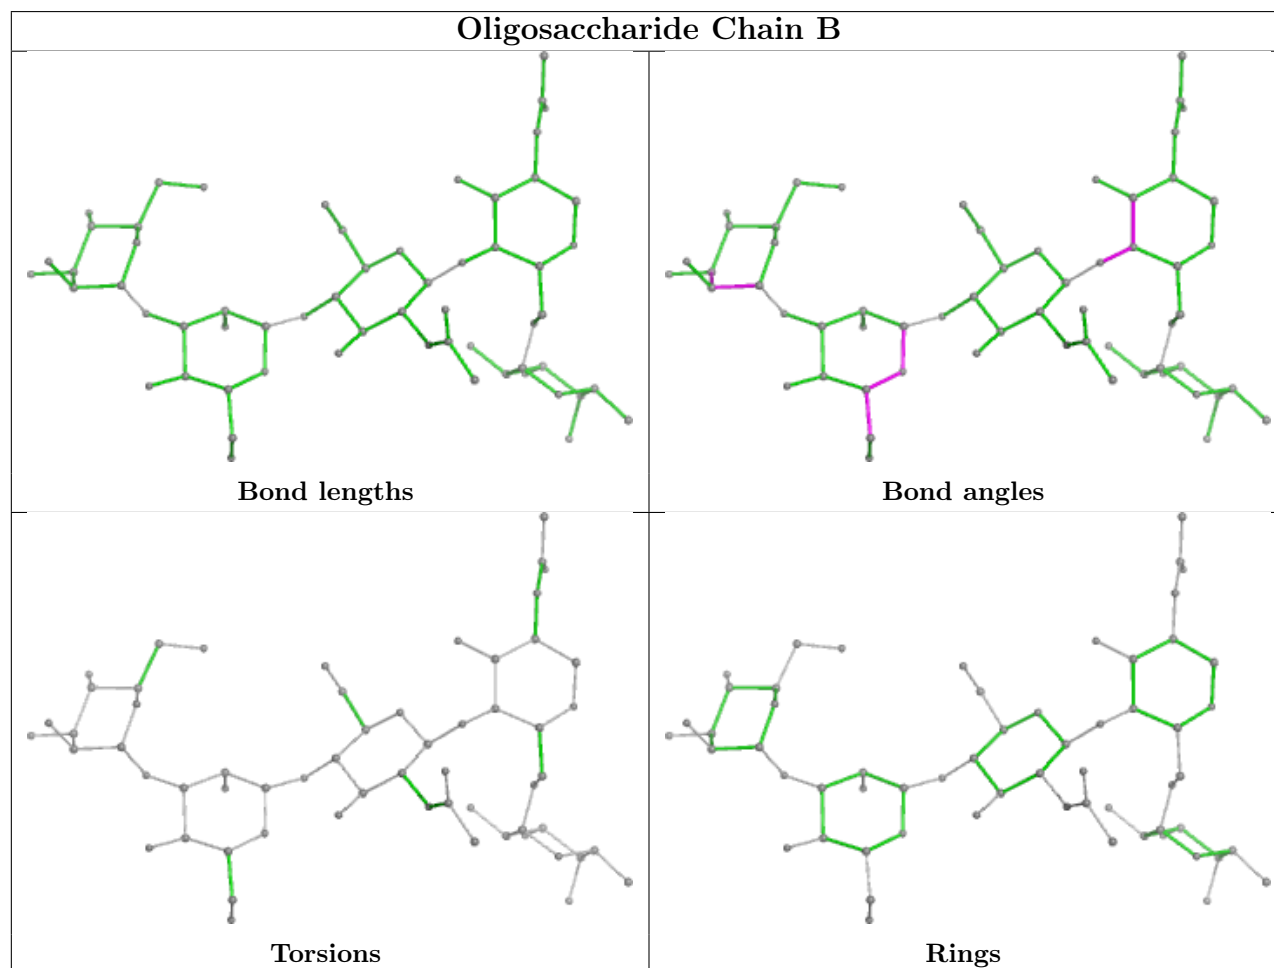 Oligosaccharide Chain B
Bond lengths
Bond angles
Torsions
Rings